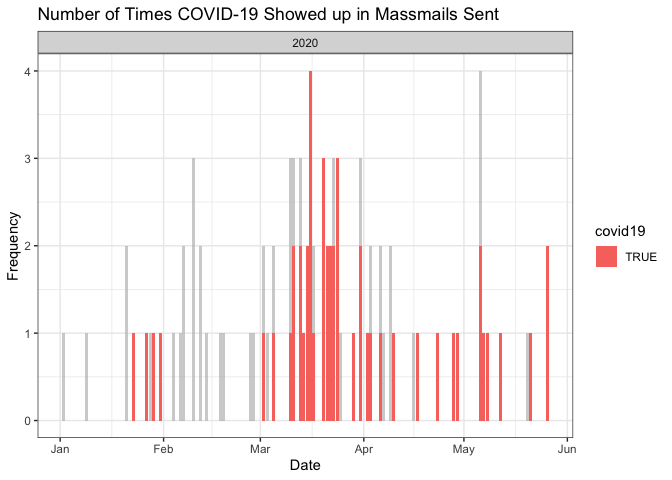 Number of Times COVID-19 Showed up in Massmails Sent
2020
4
3
2
1
0
Frequency
Jan Feb Mar Apr May Jun
Date
covid19
TRUE